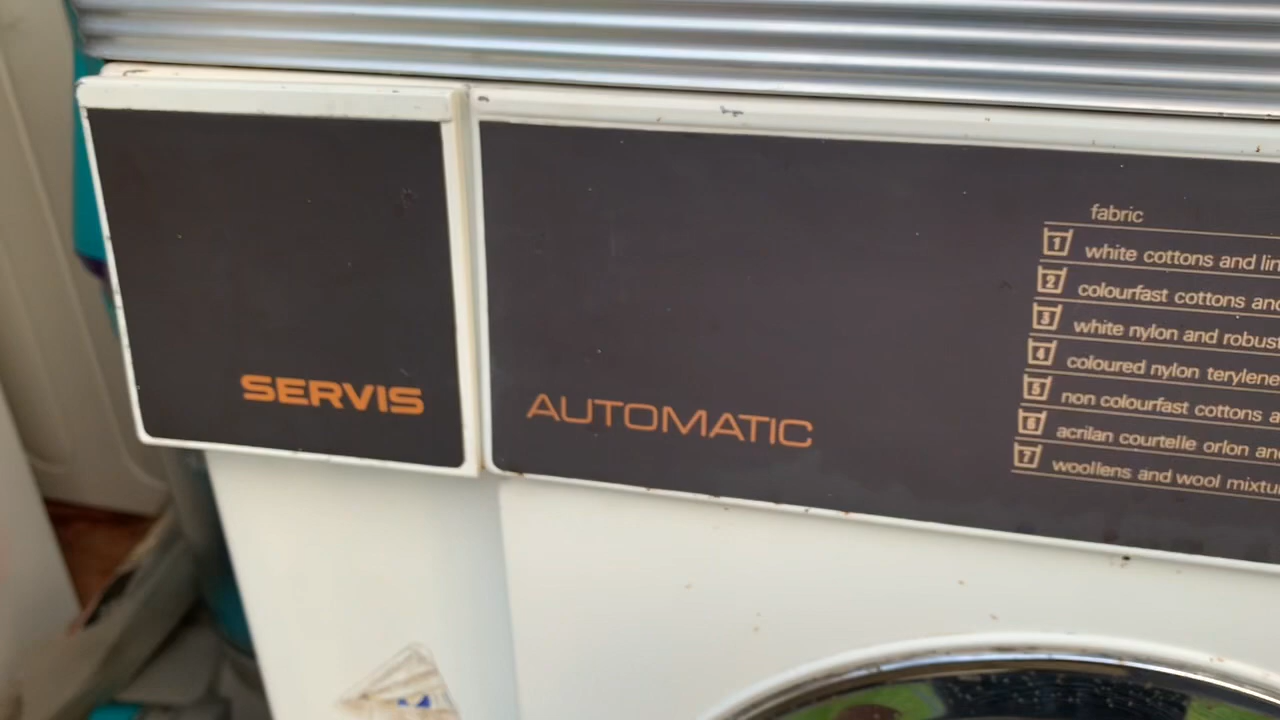 SERVIS
AUTOMATIC
fabric
1 white cottons and lin
2 colourfast cottons and
3 white nylon and robust
4 coloured nylon terylene
5 non colourfast cottons a
6 acrilan courtelle orlon and
7 woollens and wool mixtu